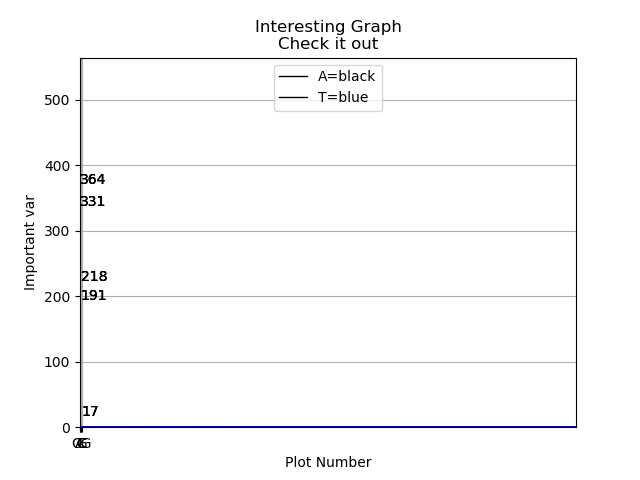 Interesting Graph
Check it out
A=black
T=blue
500
400
364
331
300
218
200
191
100
17
0
Important var
Plot Number